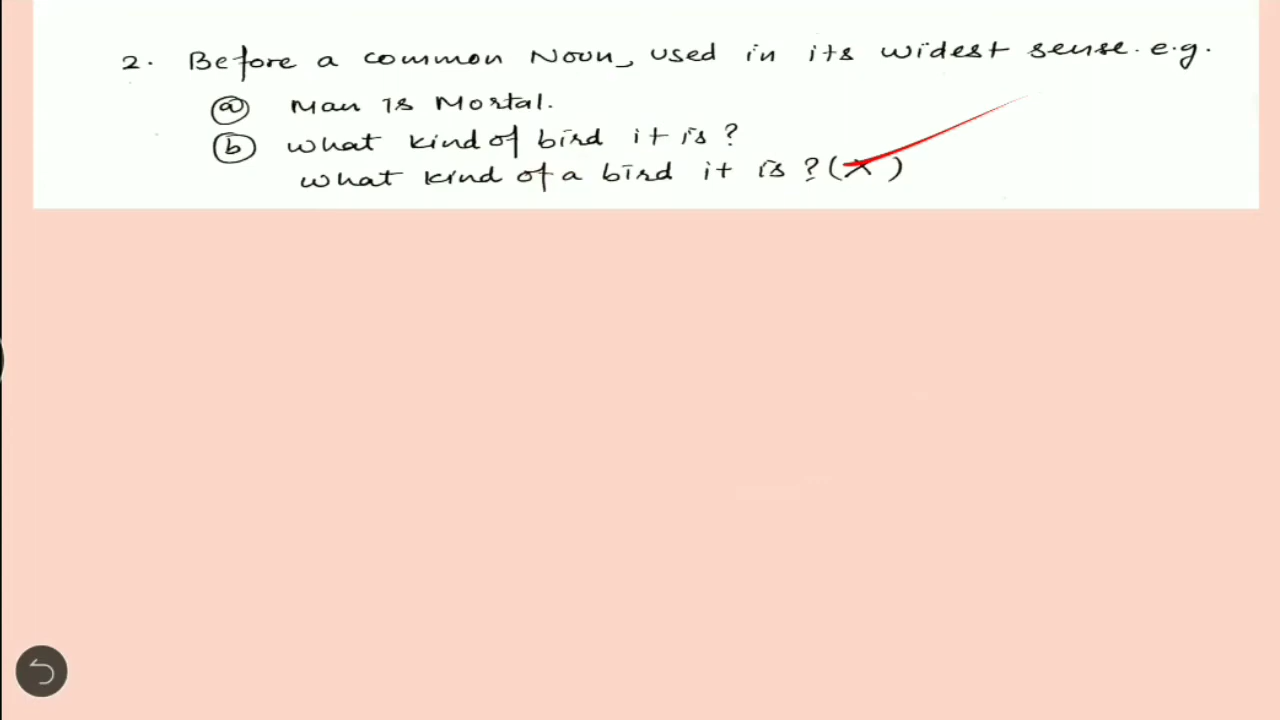 2. Before a common Noun, used in its widest sense. e.g.
(a) Man is Mortal.
(b) what kind of bird it is?
what kind of a bird it is? (x)